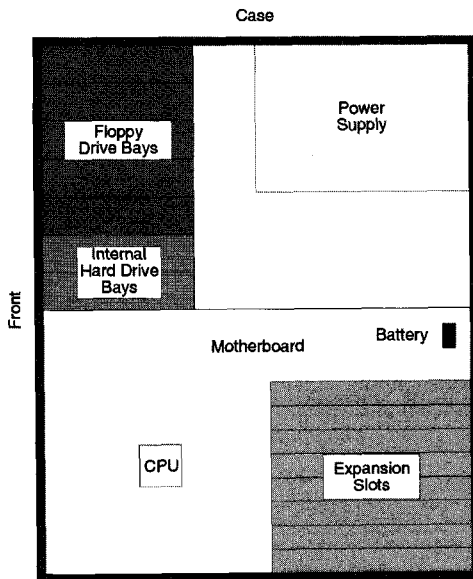 Case
Floppy
Drive Bays
Power
Supply
Internal
Hard Drive
Bays
Front
Motherboard
Battery
CPU
Expansion
Slots